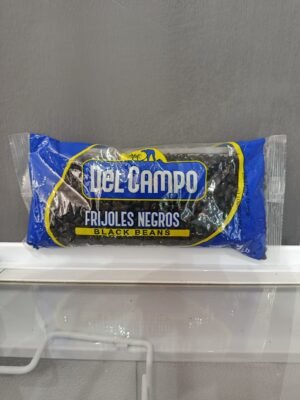 DEL CAMPO
FRIJOLES NEGROS
BLACK BEANS